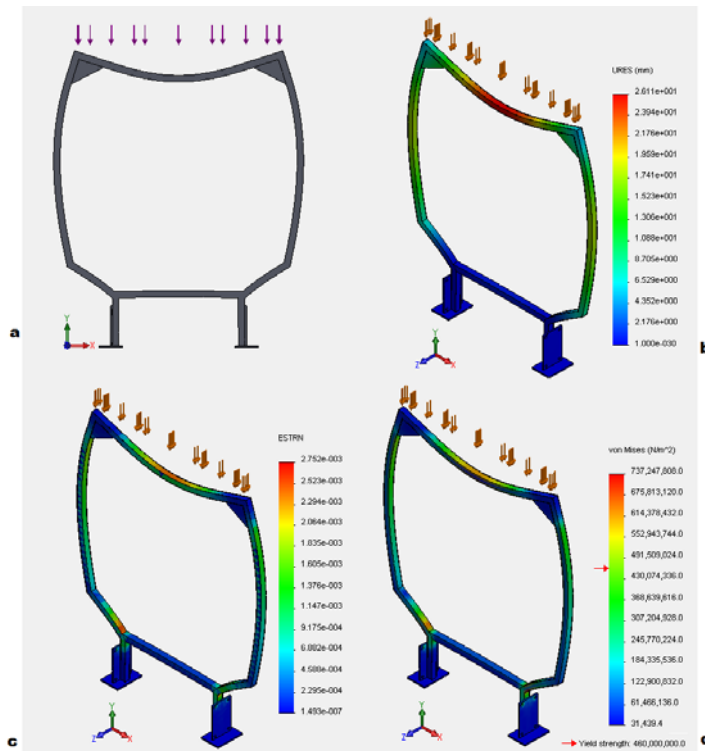 a
Y
X
URES (mm)
2.611e+001
2.394e+001
2.176e+001
1.959e+001
1.741e+001
1.523e+001
1.306e+001
1.088e+001
8.705e+000
6.529e+000
4.352e+000
2.176e+000
1.000e-030
Y
Z
X
b
ESTRN
2.752e-003
2.523e-003
2.294e-003
2.064e-003
1.835e-003
1.605e-003
1.376e-003
1.147e-003
9.175e-004
6.882e-004
4.588e-004
2.295e-004
1.493e-007
Y
Z
X
c
von Mises (N/m^2)
737,247,808.0
675,813,120.0
614,378,432.0
552,943,744.0
491,509,024.0
430,074,336.0
368,639,616.0
307,204,928.0
245,770,224.0
184,335,536.0
122,900,832.0
61,466,136.0
31,439.4
Yield strength: 460,000,000.0
Y
Z
X
d